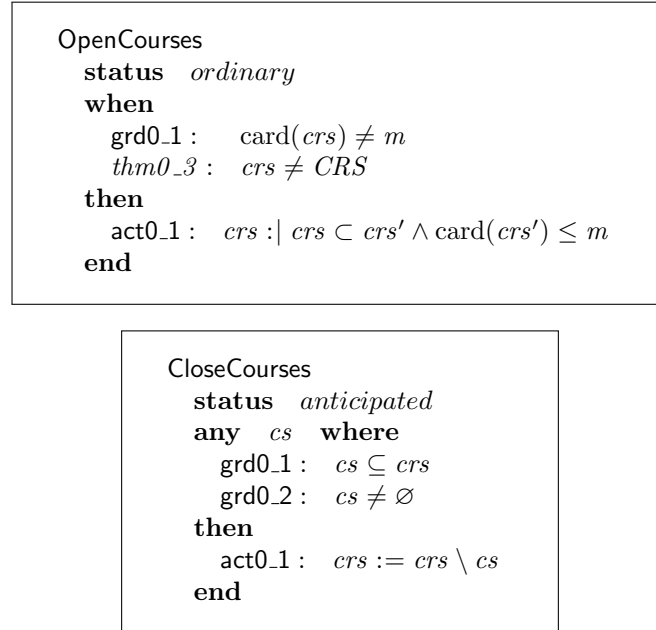 OpenCourses
status ordinary
when
grd0_1 : card(crs) ≠ m
thm0_3 : crs ≠ CRS
then
act0_1 : crs :| crs ⊂ crs′ ∧ card(crs′) ≤ m
end
CloseCourses
status anticipated
any cs where
grd0_1 : cs ⊆ crs
grd0_2 : cs ≠ ∅
then
act0_1 : crs := crs \ cs
end